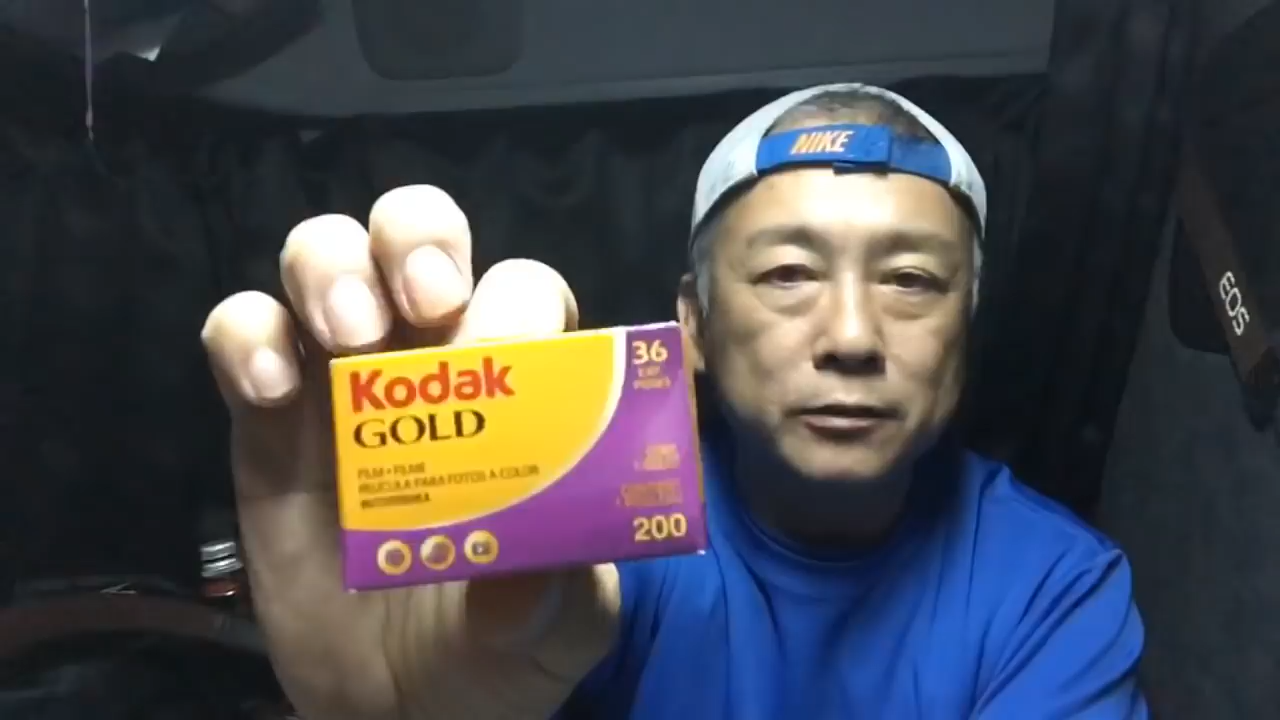 NIKE
EOS
Kodak
GOLD
36
FILM • FILME
PELÍCULA PARA FOTOS A COLOR
200